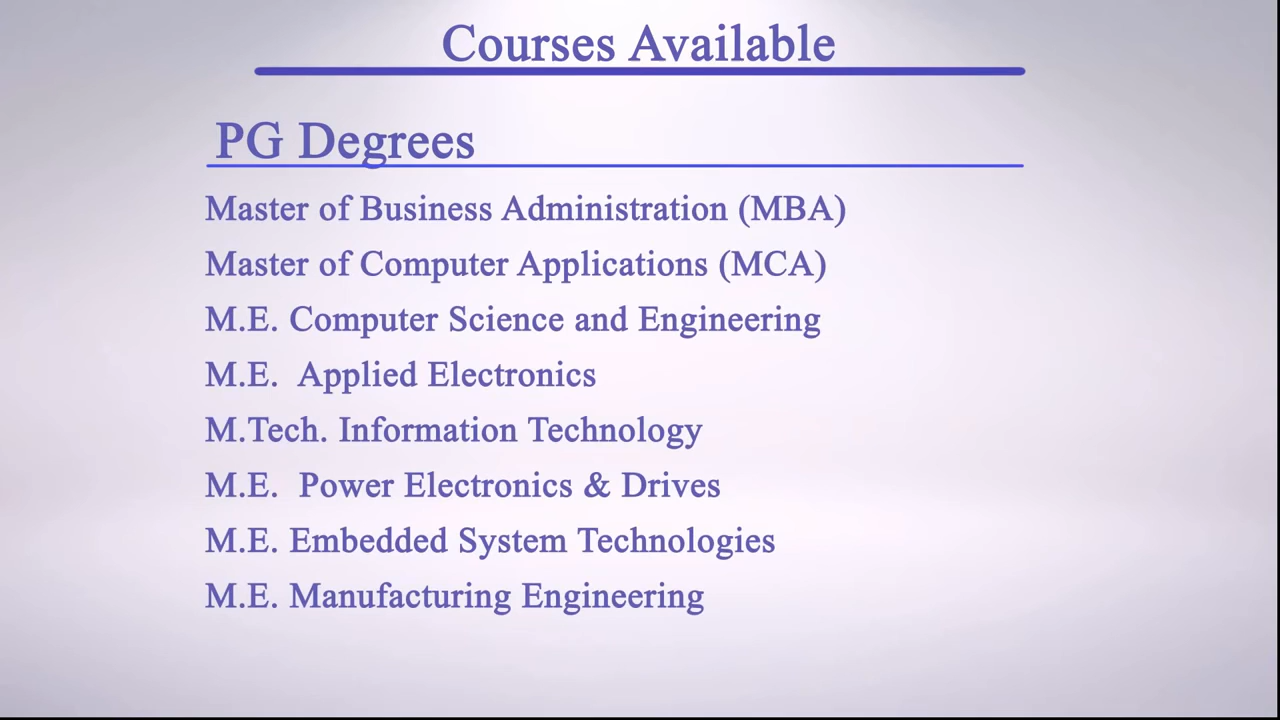 Courses Available
PG Degrees
Master of Business Administration (MBA)
Master of Computer Applications (MCA)
M.E. Computer Science and Engineering
M.E. Applied Electronics
M.Tech. Information Technology
M.E. Power Electronics & Drives
M.E. Embedded System Technologies
M.E. Manufacturing Engineering